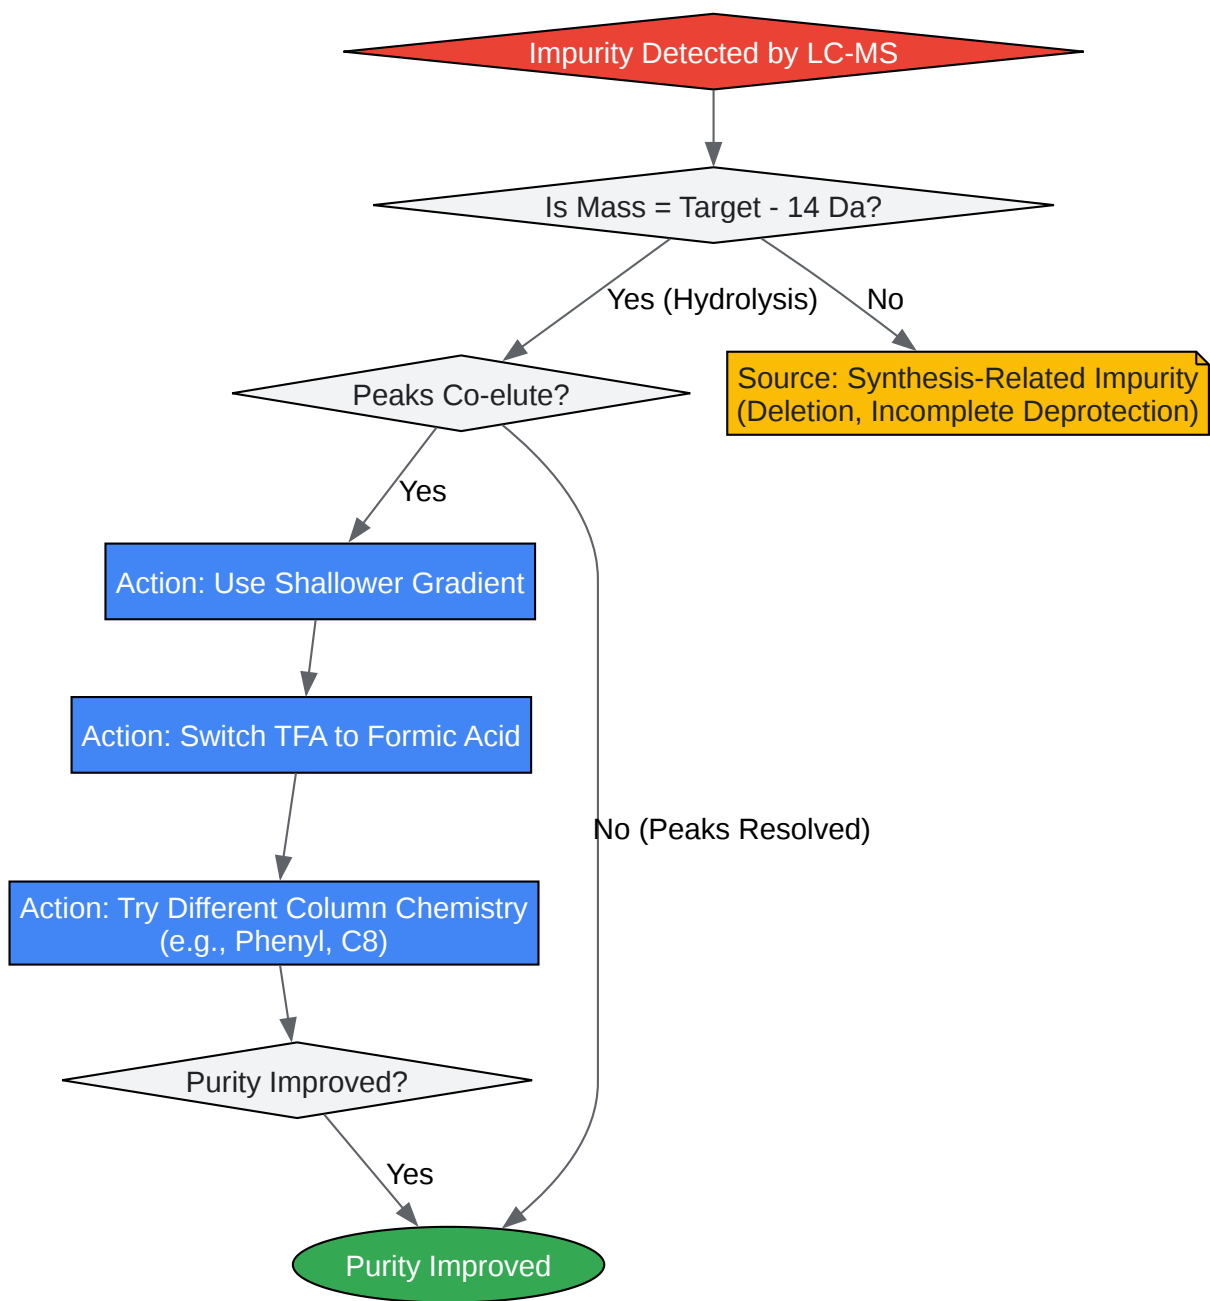 Impurity Detected by LC-MS
Is Mass = Target - 14 Da?
Yes (Hydrolysis)
No
Peaks Co-elute?
Source: Synthesis-Related Impurity
(Deletion, Incomplete Deprotection)
Yes
Action: Use Shallower Gradient
Action: Switch TFA to Formic Acid
No (Peaks Resolved)
Action: Try Different Column Chemistry
(e.g., Phenyl, C8)
Purity Improved?
Yes
Purity Improved